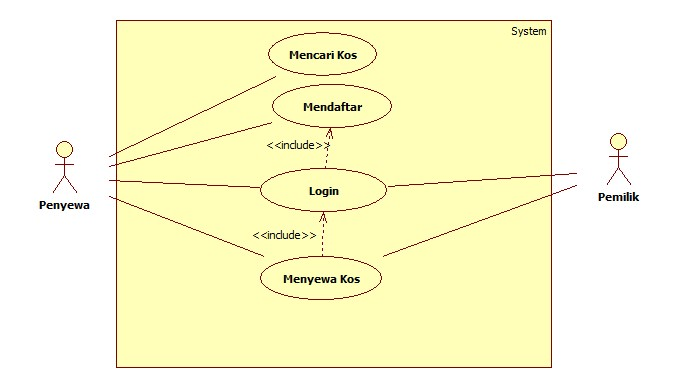 System
Mencari Kos
Mendaftar
<<include>>
Penyewa
Login
Pemilik
<<include>>
Menyewa Kos